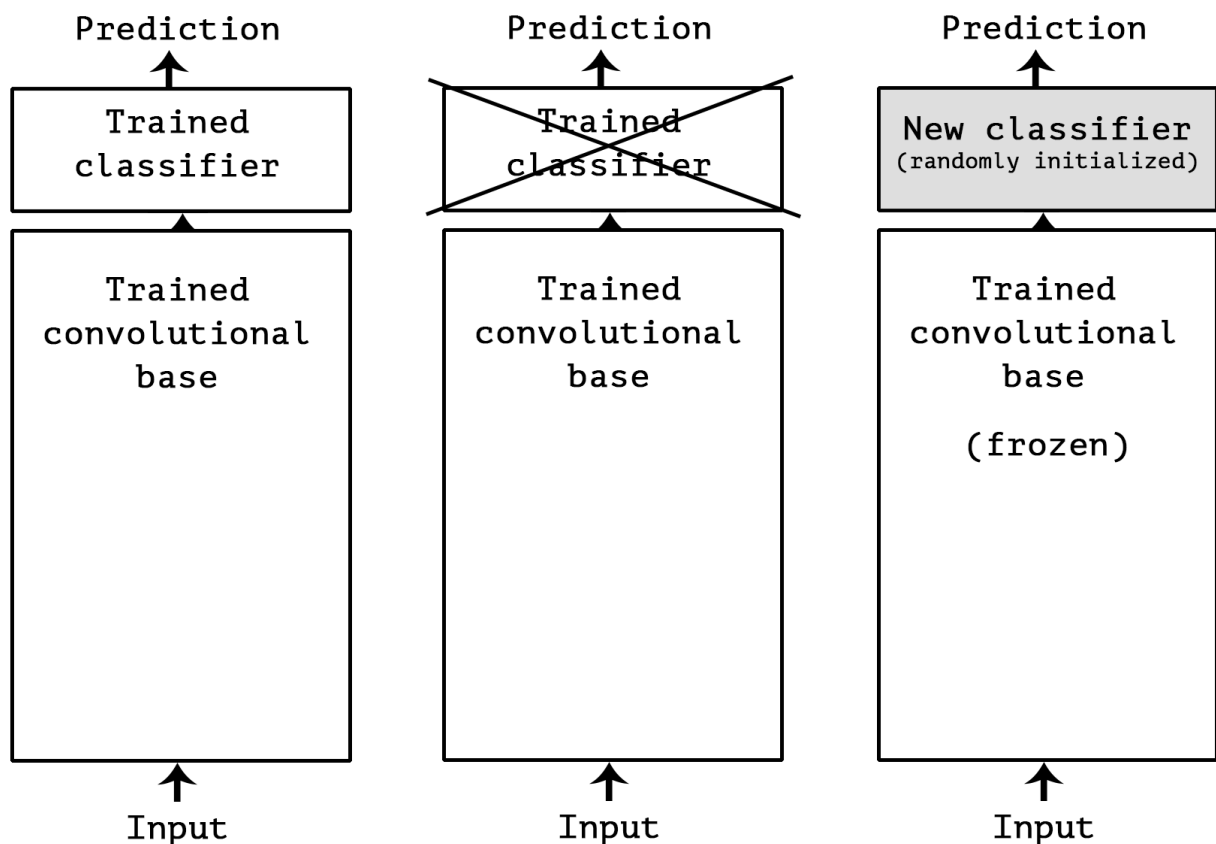 Prediction
Trained
classifier
Trained
convolutional
base
Input
Prediction
Trained
classifier
Trained
convolutional
base
Input
Prediction
New classifier
(randomly initialized)
Trained
convolutional
base
(frozen)
Input